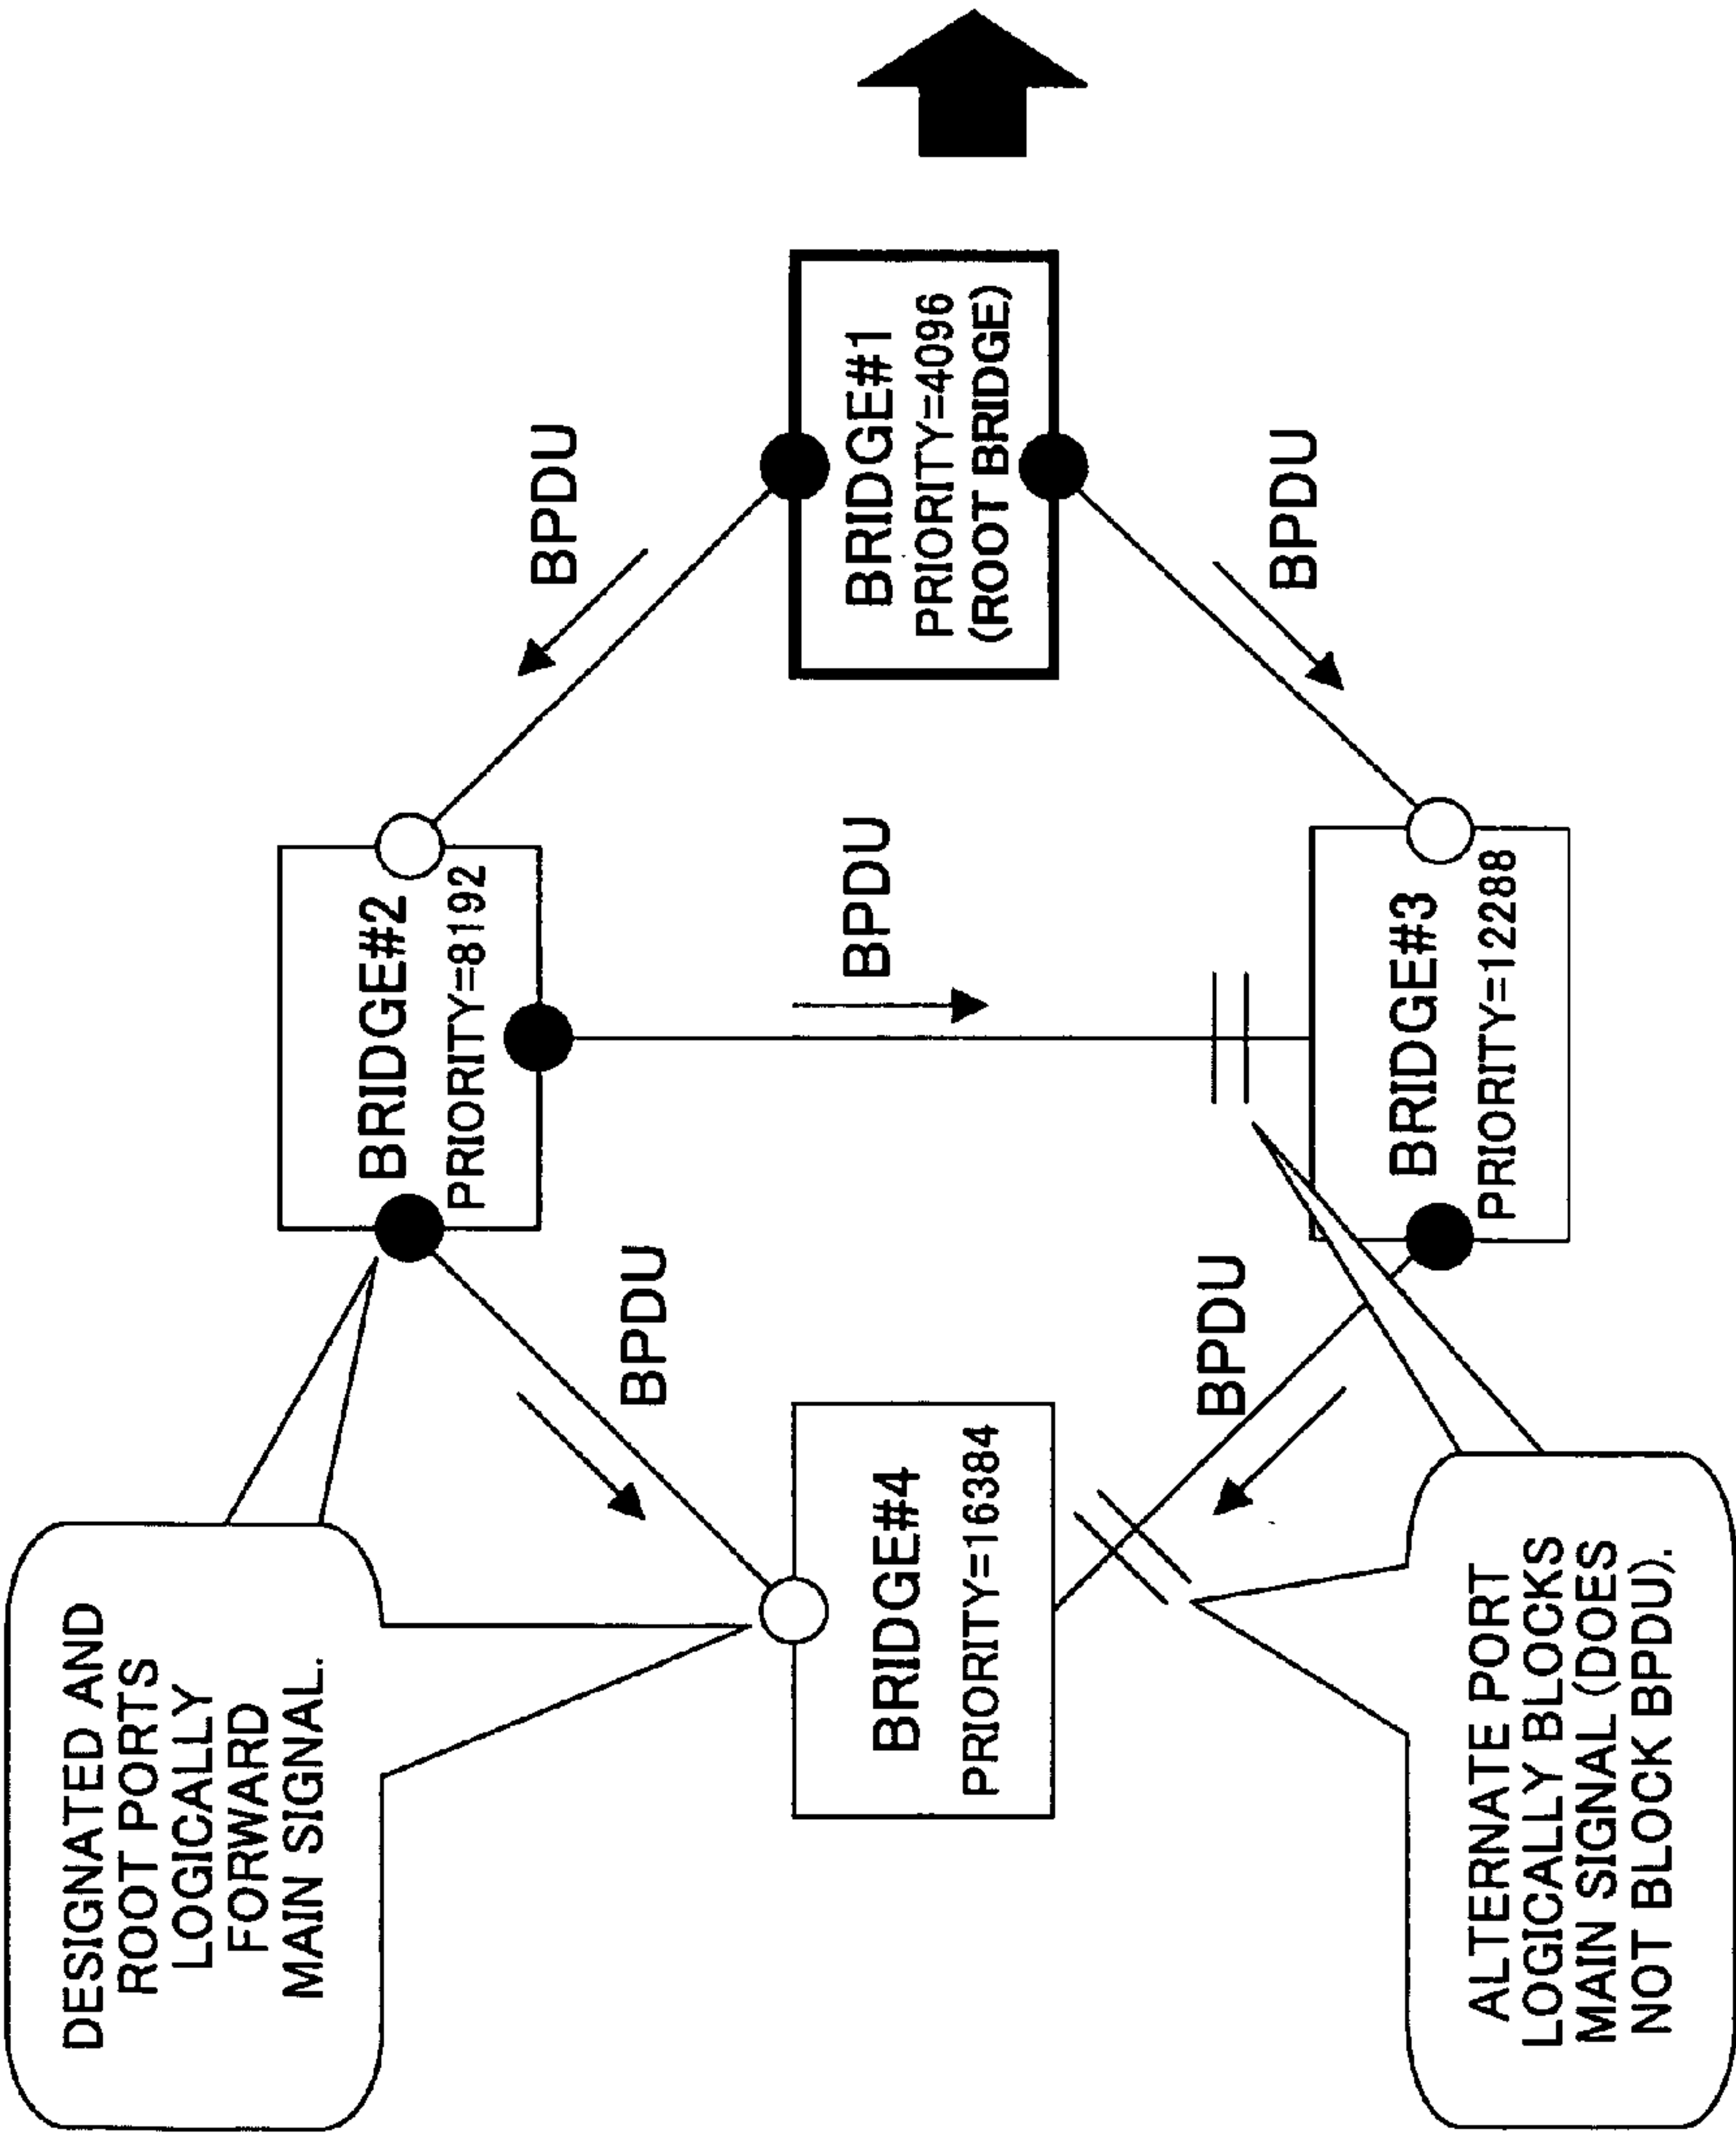 DESIGNATED AND
ROOT PORTS
LOGICALLY
FORWARD
MAIN SIGNAL.
BPDU
BRIDGE#2
PRIORITY=8192
BPDU
BRIDGE#4
PRIORITY=16384
BPDU
BRIDGE#1
PRIORITY=4096
(ROOT BRIDGE)
BPDU
BPDU
BRIDGE#3
PRIORITY=12288
ALTERNATE PORT
LOGICALLY BLOCKS
MAIN SIGNAL (DOES
NOT BLOCK BPDU).